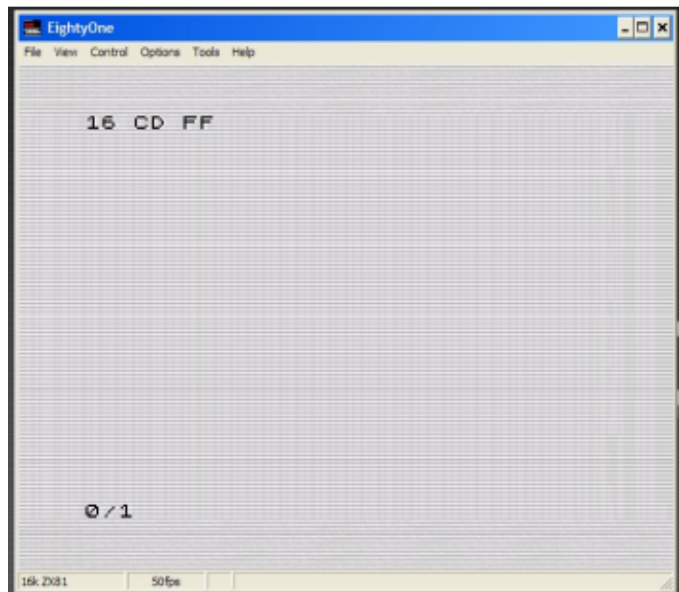 EightyOne
File View Control Options Tools Help
16 CD FF
0/1
16k ZX81 50fps